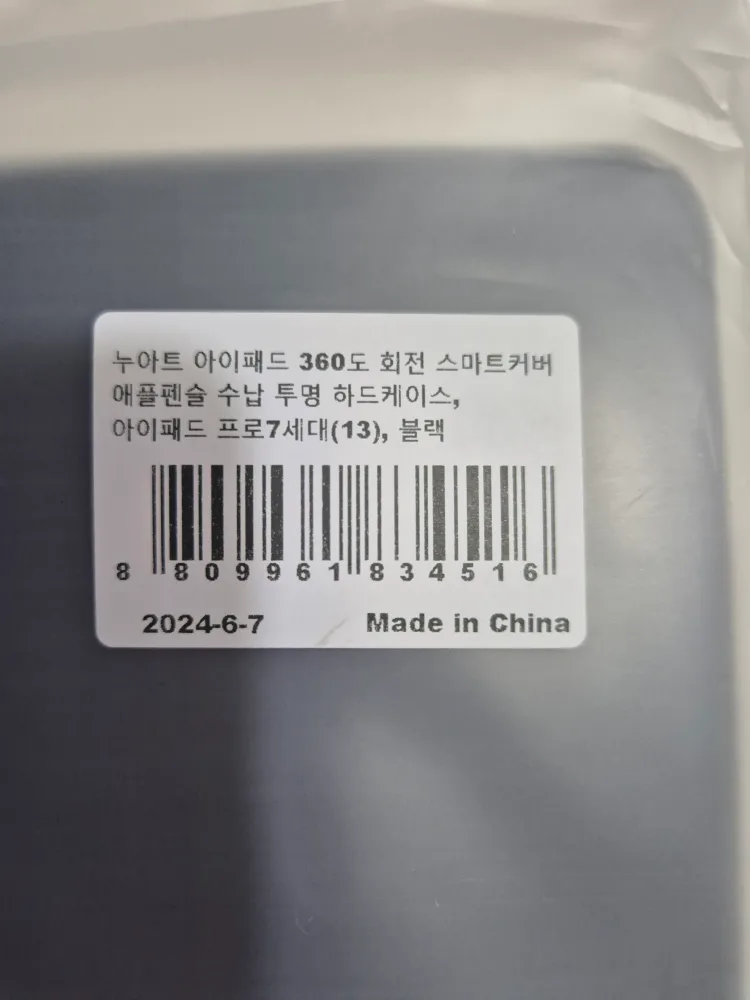 누아트 아이패드 360도 회전 스마트커버
애플펜슬 수납 투명 하드케이스,
아이패드 프로7세대(13), 블랙
8 809961 834516
2024-6-7 Made in China